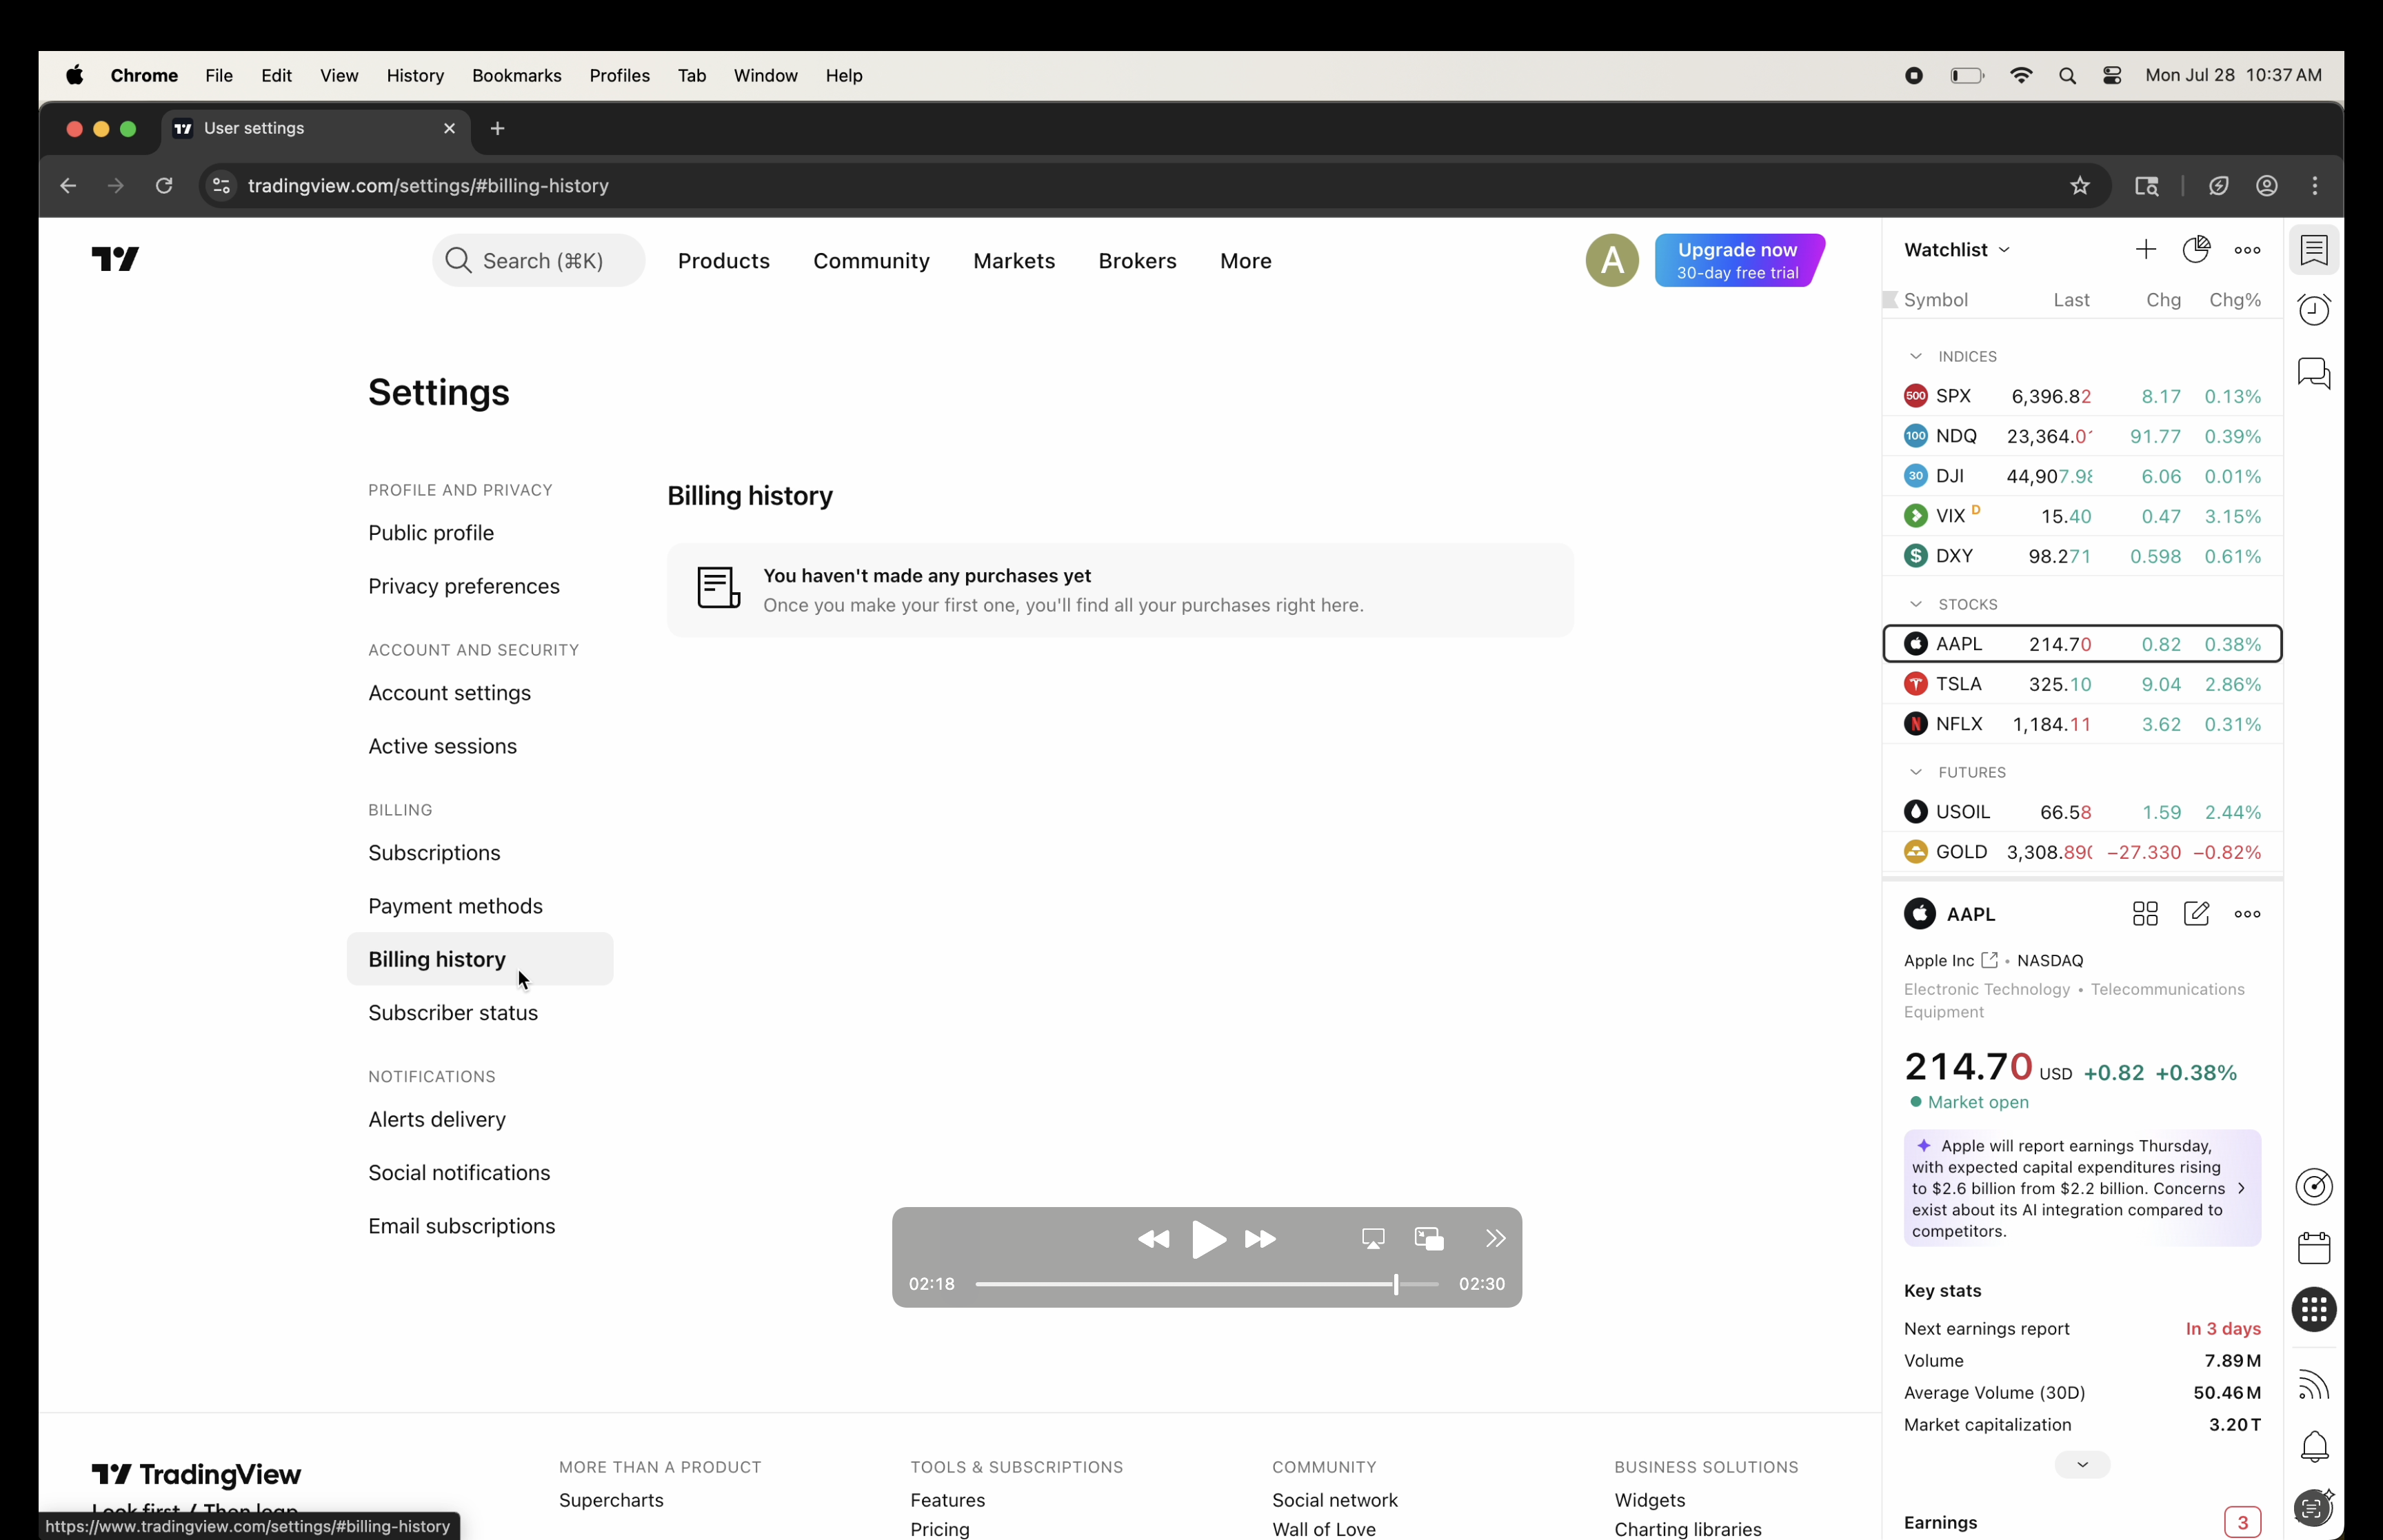 Chrome File Edit View History Bookmarks Profiles Tab Window Help Mon Jul 28 10:37 AM
User settings
tradingview.com/settings/#billing-history
Search (⌘K) Products Community Markets Brokers More A Upgrade now
30-day free trial
Settings
PROFILE AND PRIVACY
Public profile
Privacy preferences
ACCOUNT AND SECURITY
Account settings
Active sessions
BILLING
Subscriptions
Payment methods
Billing history
Subscriber status
NOTIFICATIONS
Alerts delivery
Social notifications
Email subscriptions
Billing history
You haven't made any purchases yet
Once you make your first one, you'll find all your purchases right here.
02:18 02:30
Watchlist
Symbol Last Chg Chg%
INDICES
500 SPX 6,396.82 8.17 0.13%
100 NDQ 23,364.0 91.77 0.39%
30 DJI 44,907.98 6.06 0.01%
VIX D 15.40 0.47 3.15%
$ DXY 98.271 0.598 0.61%
STOCKS
AAPL 214.70 0.82 0.38%
TSLA 325.10 9.04 2.86%
N NFLX 1,184.11 3.62 0.31%
FUTURES
USOIL 66.58 1.59 2.44%
GOLD 3,308.890 −27.330 −0.82%
AAPL
Apple Inc • NASDAQ
Electronic Technology • Telecommunications
Equipment
214.70 USD +0.82 +0.38%
Market open
Apple will report earnings Thursday,
with expected capital expenditures rising
to $2.6 billion from $2.2 billion. Concerns
exist about its AI integration compared to
competitors.
Key stats
Next earnings report In 3 days
Volume 7.89M
Average Volume (30D) 50.46M
Market capitalization 3.20T
Earnings 3
TradingView
Look first / Then leap
MORE THAN A PRODUCT
Supercharts
TOOLS & SUBSCRIPTIONS
Features
Pricing
COMMUNITY
Social network
Wall of Love
BUSINESS SOLUTIONS
Widgets
Charting libraries
https://www.tradingview.com/settings/#billing-history